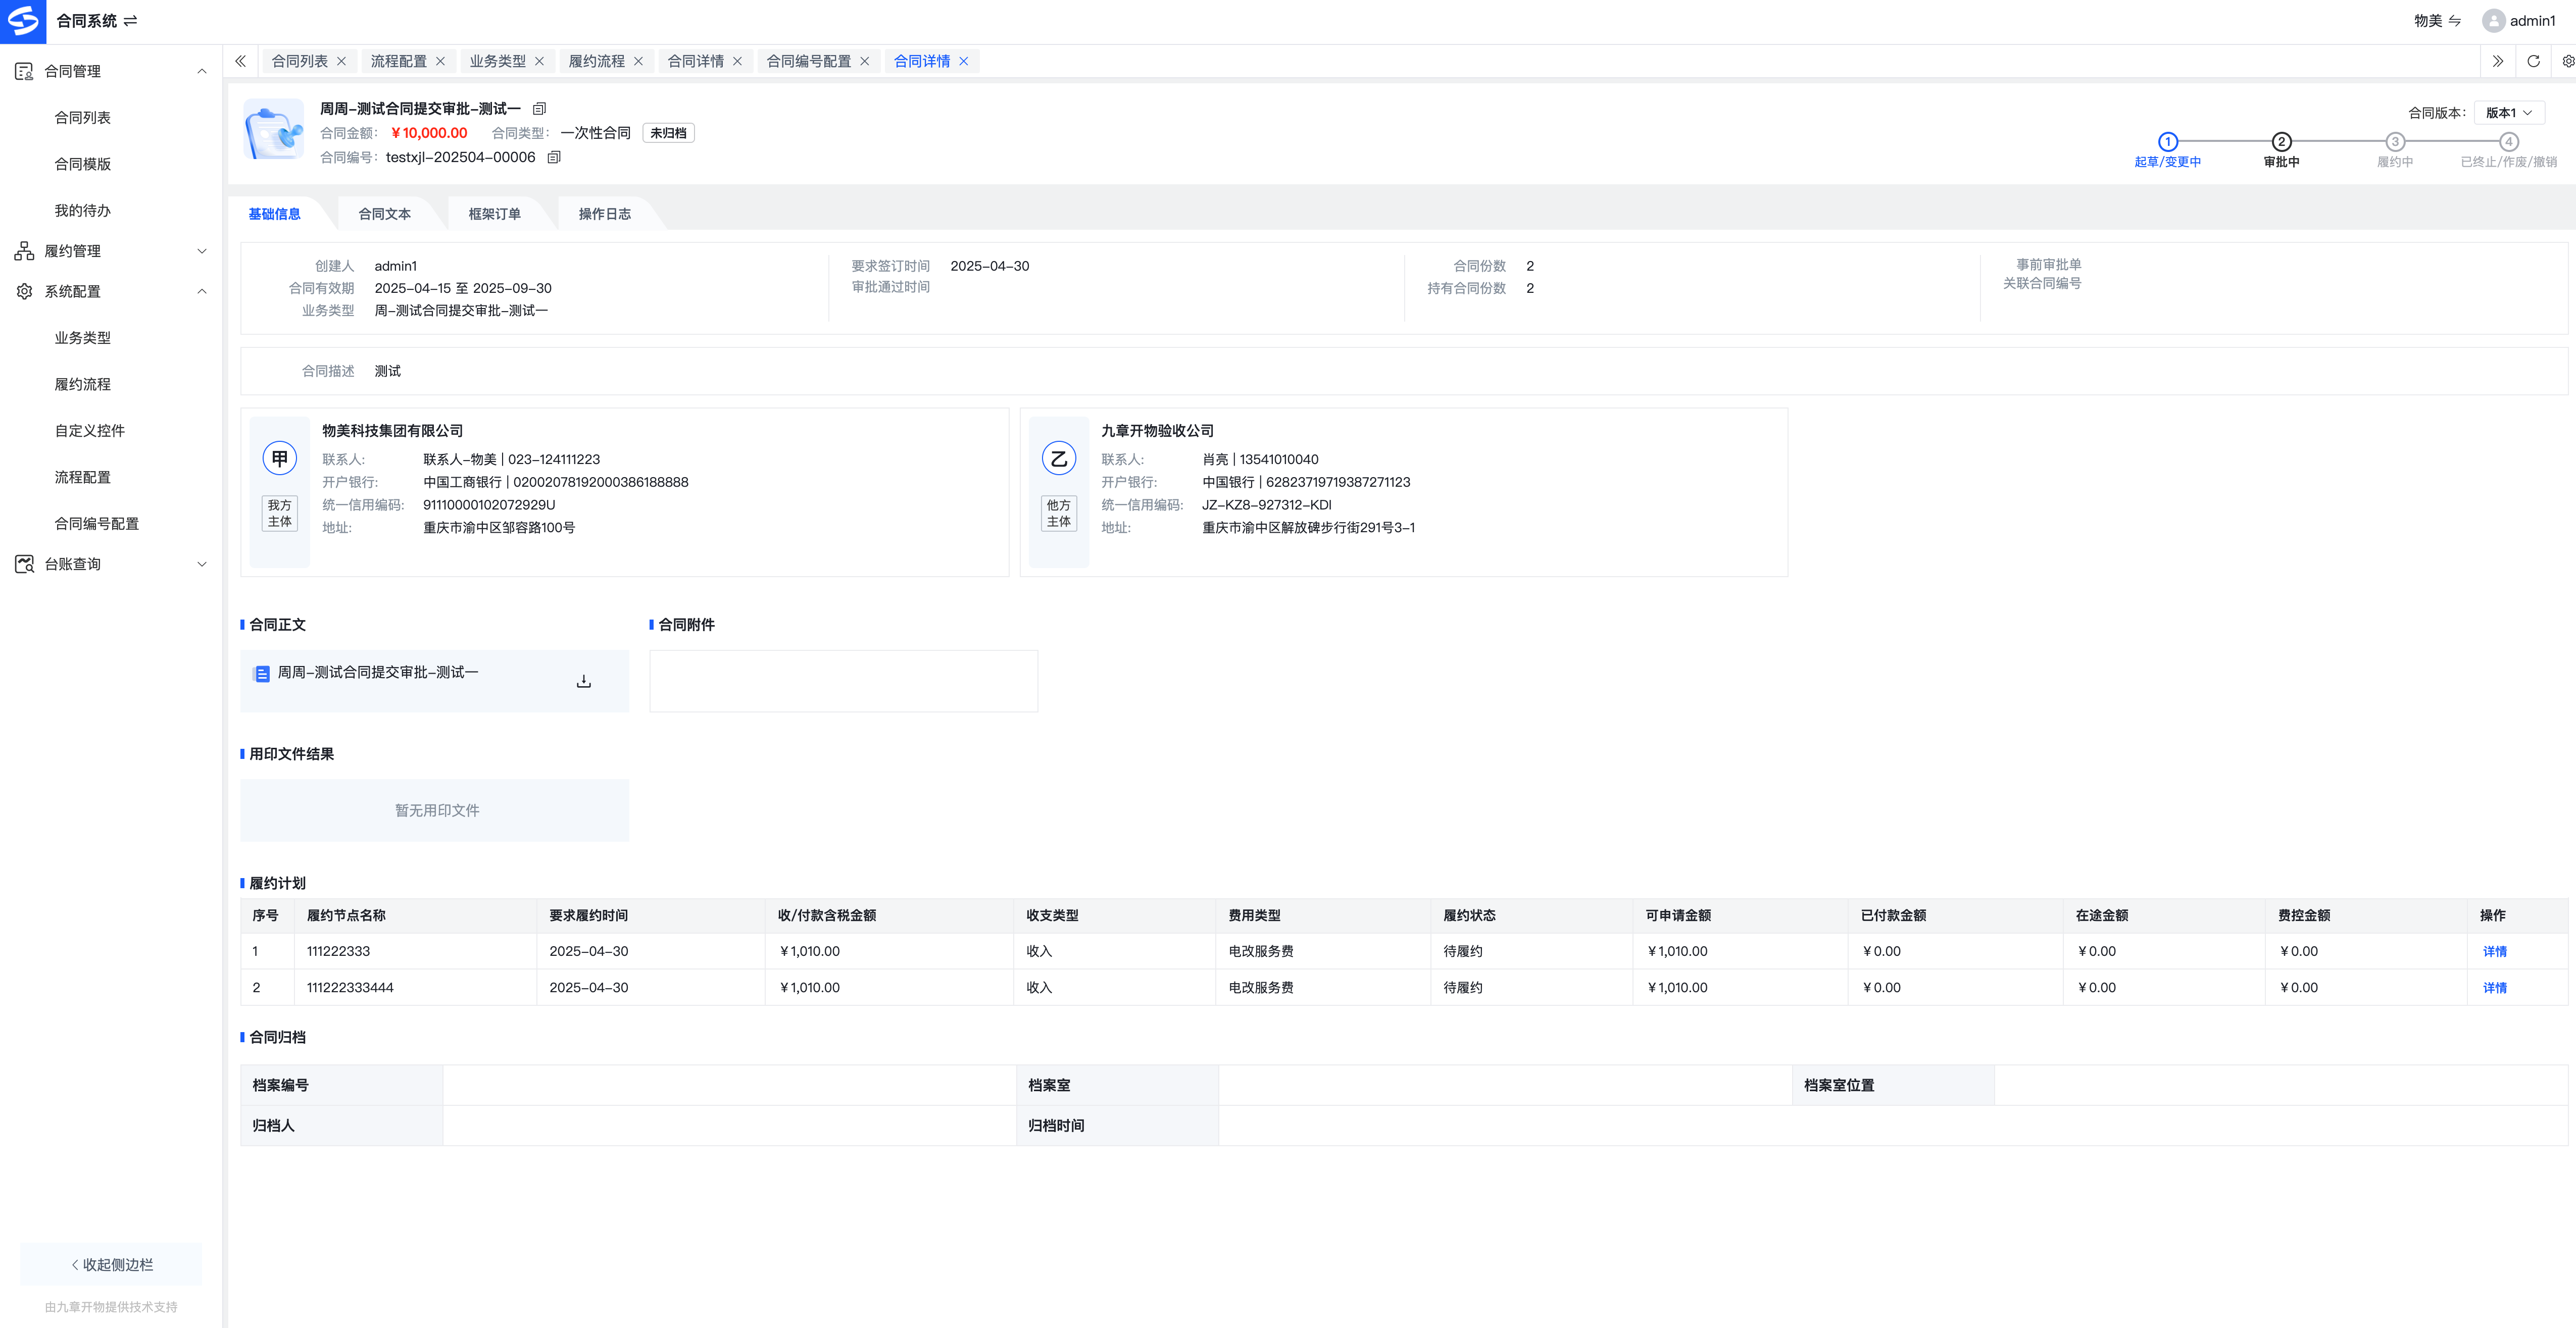 合同系统
物美
admin1
合同管理
合同列表
合同模版
我的待办
履约管理
系统配置
业务类型
履约流程
自定义控件
流程配置
合同编号配置
台账查询
收起侧边栏
由九章开物提供技术支持
合同列表 流程配置 业务类型 履约流程 合同详情 合同编号配置 合同详情
周周-测试合同提交审批-测试一
合同金额： ￥10,000.00 合同类型： 一次性合同 未归档
合同编号： testxjl-202504-00006
合同版本： 版本1
1 2 3 4
起草/变更中 审批中 履约中 已终止/作废/撤销
基础信息 合同文本 框架订单 操作日志
创建人 admin1
合同有效期 2025-04-15 至 2025-09-30
业务类型 周-测试合同提交审批-测试一
要求签订时间 2025-04-30
审批通过时间
合同份数 2
持有合同份数 2
事前审批单
关联合同编号
合同描述 测试
甲
我方
主体
物美科技集团有限公司
联系人: 联系人-物美 | 023-124111223
开户银行: 中国工商银行 | 02002078192000386188888
统一信用编码: 91110000102072929U
地址: 重庆市渝中区邹容路100号
乙
他方
主体
九章开物验收公司
联系人: 肖亮 | 13541010040
开户银行: 中国银行 | 62823719719387271123
统一信用编码: JZ-KZ8-927312-KDI
地址: 重庆市渝中区解放碑步行街291号3-1
合同正文
周周-测试合同提交审批-测试一
合同附件
用印文件结果
暂无用印文件
履约计划
序号 履约节点名称 要求履约时间 收/付款含税金额 收支类型 费用类型 履约状态 可申请金额 已付款金额 在途金额 费控金额 操作
1 111222333 2025-04-30 ￥1,010.00 收入 电改服务费 待履约 ￥1,010.00 ￥0.00 ￥0.00 ￥0.00 详情
2 111222333444 2025-04-30 ￥1,010.00 收入 电改服务费 待履约 ￥1,010.00 ￥0.00 ￥0.00 ￥0.00 详情
合同归档
档案编号 档案室 档案室位置
归档人 归档时间